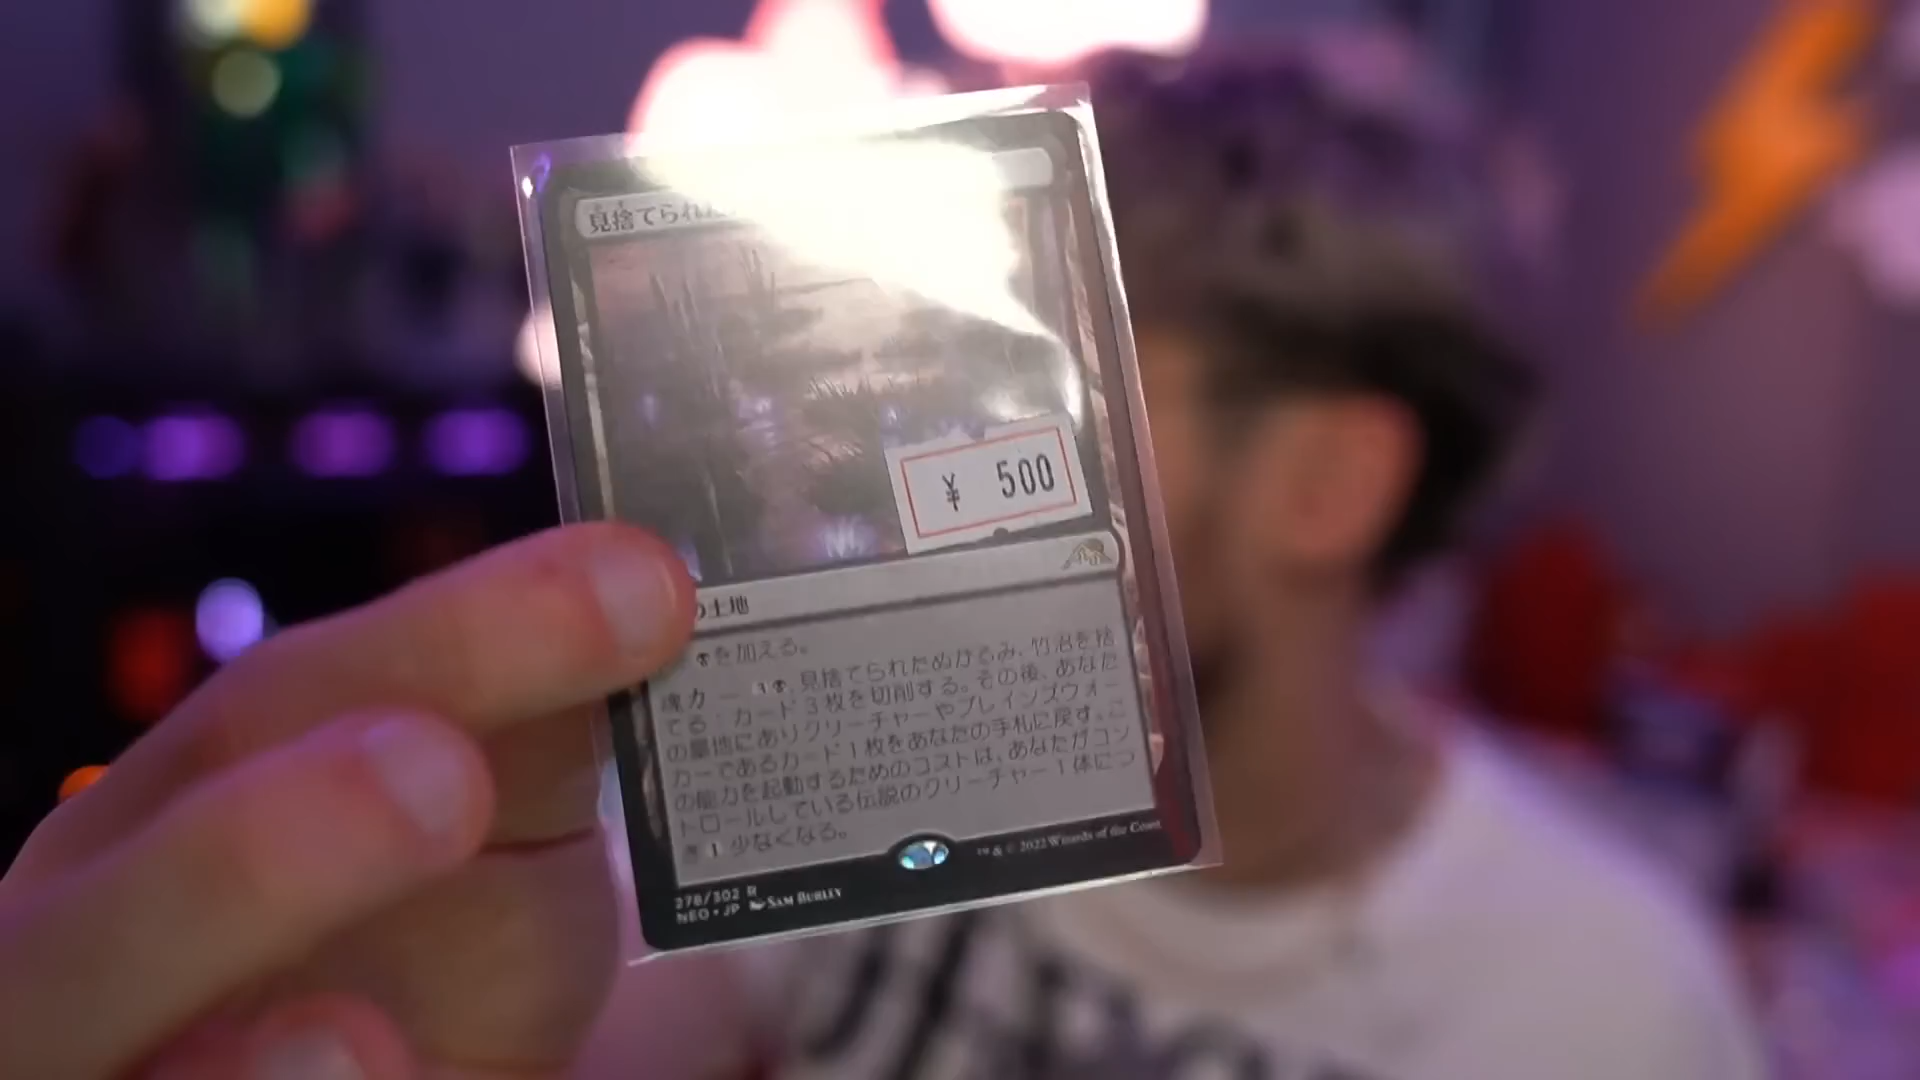 見捨てられた
¥ 500
の土地
を加える。
魂力 — 3 、見捨てられたぬかるみ、竹沼を捨
てる：カード３枚を切削する。その後、あなた
の墓地にありクリーチャーやプレインズウォー
カーであるカード１枚をあなたの手札に戻す。こ
の能力を起動するためのコストは、あなたがコン
トロールしている伝説のクリーチャー１体につ
き 1 少なくなる。
278/302 R
NEO • JP SAM BURLEY
™ & © 2022 Wizards of the Coast